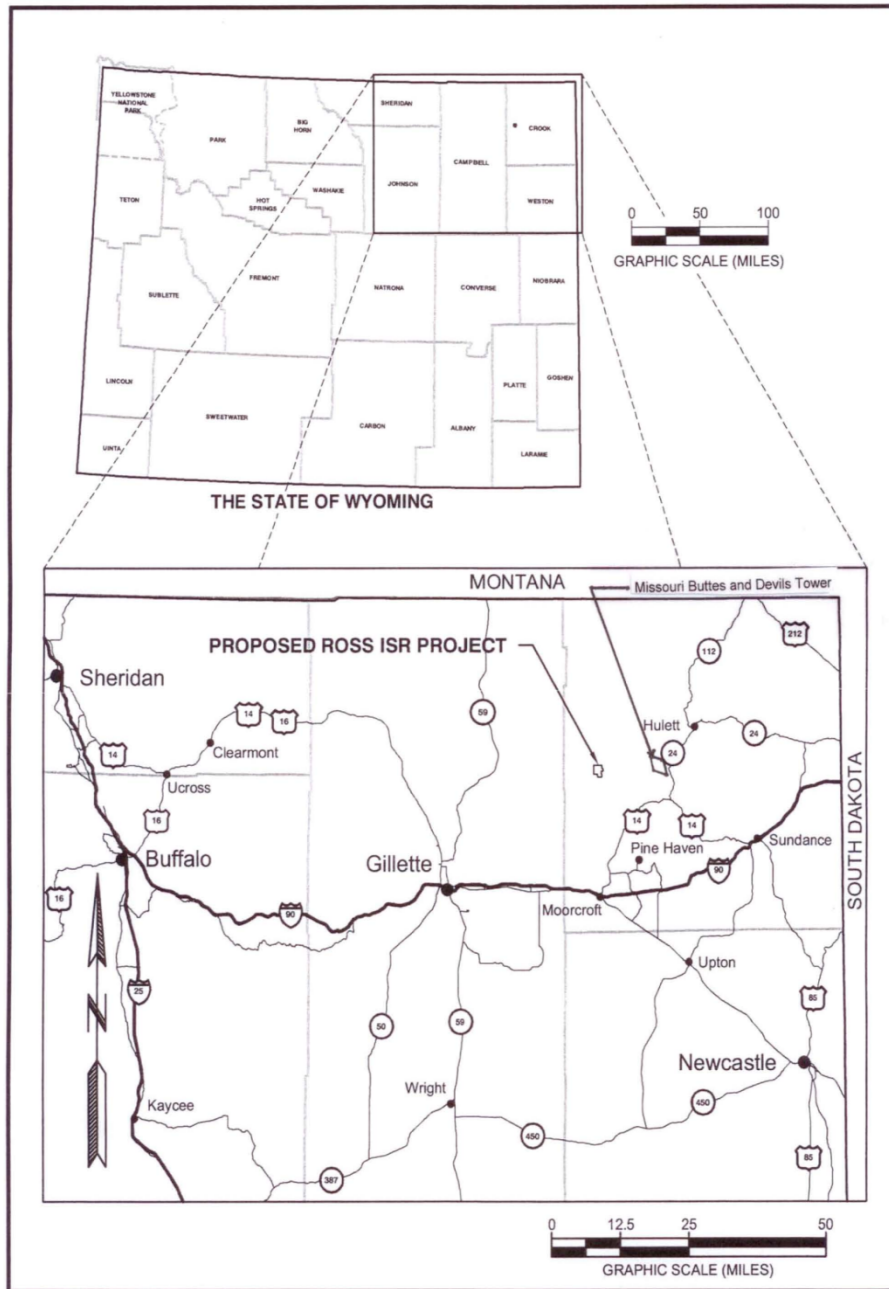 YELLOWSTONE
NATIONAL
PARK
PARK
BIG
HORN
SHERIDAN
CAMPBELL
CROOK
JOHNSON
WASHAKIE
HOT
SPRINGS
WESTON
TETON
0 50 100
GRAPHIC SCALE (MILES)
FREMONT
SUBLETTE
NATRONA
CONVERSE
NIOBRARA
LINCOLN
SWEETWATER
PLATTE
GOSHEN
CARBON
ALBANY
UINTA
LARAMIE
THE STATE OF WYOMING
MONTANA
Missouri Buttes and Devils Tower
PROPOSED ROSS ISR PROJECT
212
112
Sheridan
14
16
59
Hulett
24
24
Clearmont
14
Ucross
16
14
14
Sundance
Pine Haven
Buffalo
Gillette
90
16
90
Moorcroft
SOUTH DAKOTA
Upton
N
25
50
59
85
Newcastle
Wright
450
Kaycee
450
387
85
0 12.5 25 50
GRAPHIC SCALE (MILES)